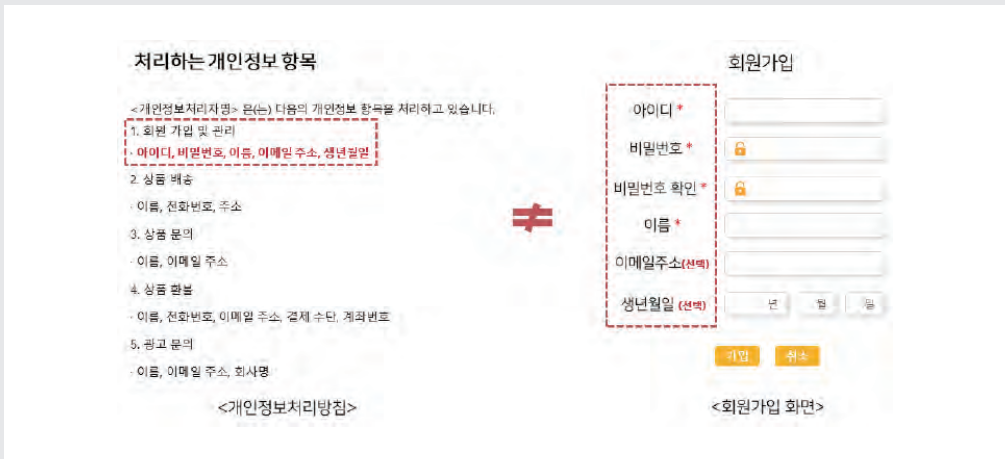 처리하는 개인정보 항목
<개인정보처리자명> 은(는) 다음의 개인정보 항목을 처리하고 있습니다.
1. 회원 가입 및 관리
- 아이디, 비밀번호, 이름, 이메일 주소, 생년월일
2. 상품 배송
- 이름, 전화번호, 주소
3. 상품 문의
- 이름, 이메일 주소
4. 상품 환불
- 이름, 전화번호, 이메일 주소, 결제 수단, 계좌번호
5. 광고 문의
- 이름, 이메일 주소, 회사명
<개인정보처리방침>
≠
회원가입
아이디 *
비밀번호 *
비밀번호 확인 *
이름 *
이메일주소(선택)
생년월일 (선택) 년 월 일
가입 취소
<회원가입 화면>